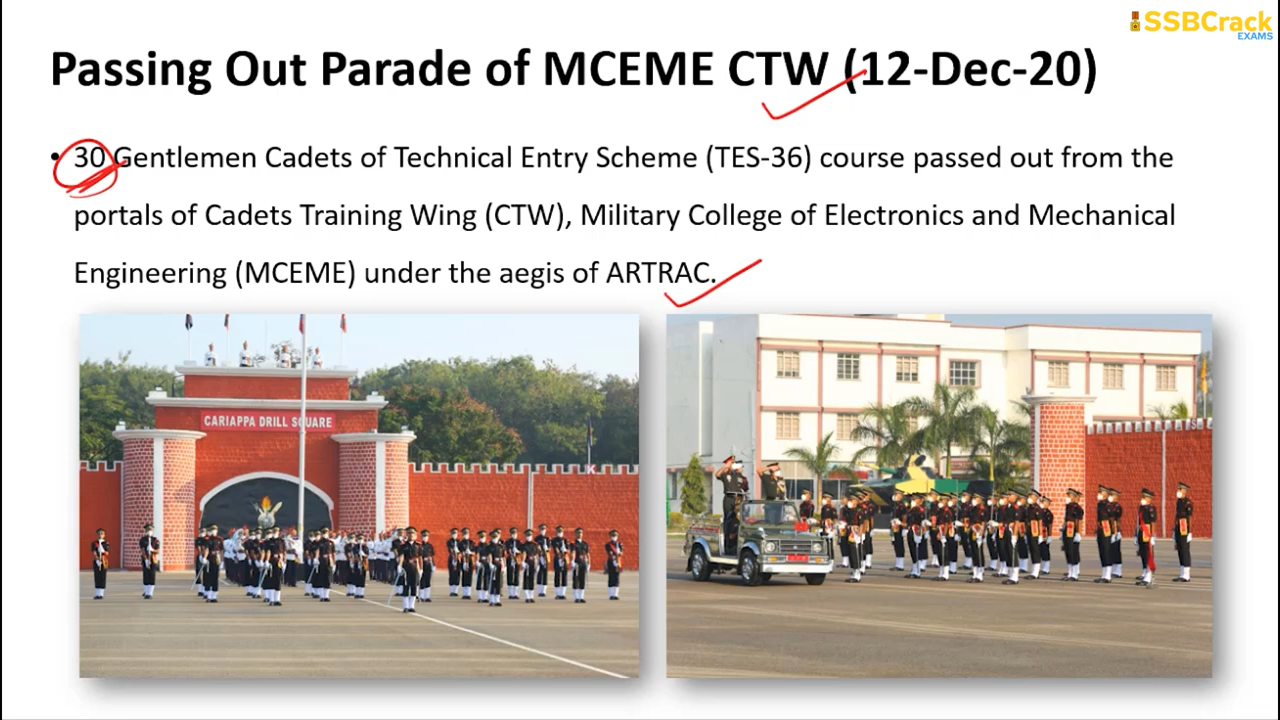 SSBCrack
EXAMS
Passing Out Parade of MCEME CTW (12-Dec-20)
• 30 Gentlemen Cadets of Technical Entry Scheme (TES-36) course passed out from the
portals of Cadets Training Wing (CTW), Military College of Electronics and Mechanical
Engineering (MCEME) under the aegis of ARTRAC.
CARIAPPA DRILL SQUARE
K